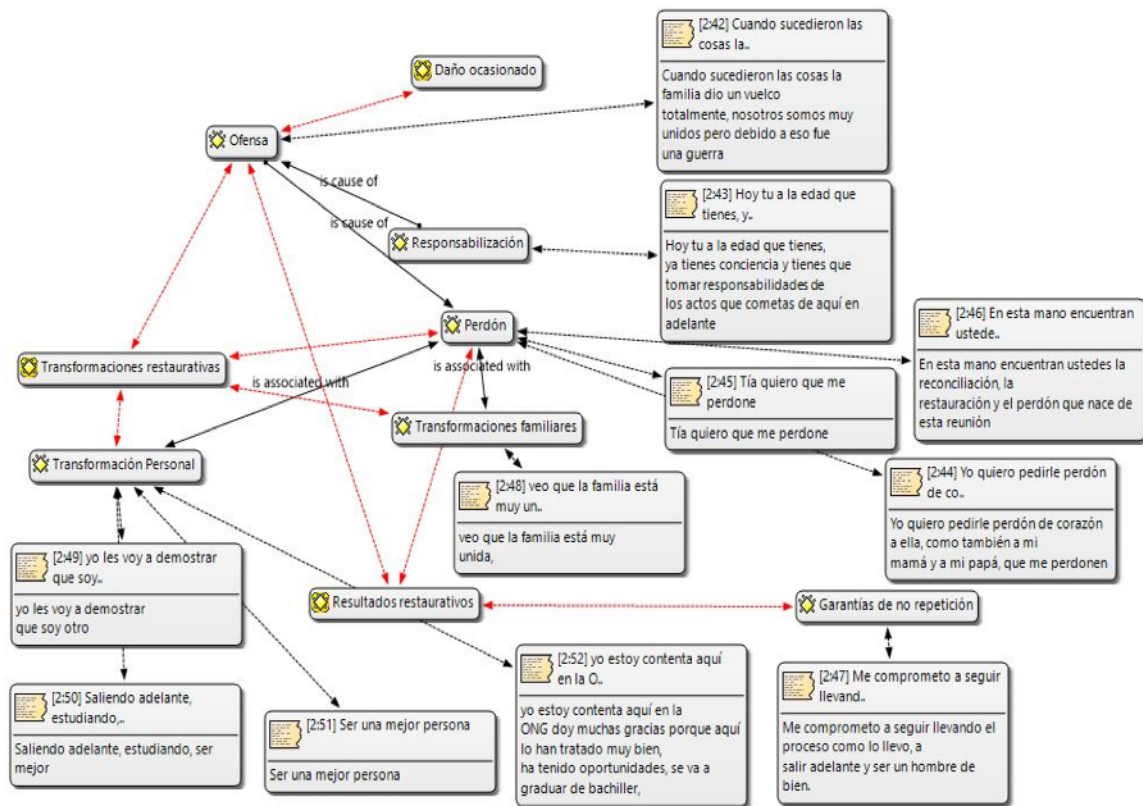 [2:42] Cuando sucedieron las
cosas la..
Cuando sucedieron las cosas la
familia dio un vuelco
totalmente, nosotros somos muy
unidos pero debido a eso fue
una guerra
Daño ocasionado
Ofensa
is cause of
is cause of
Responsabilización
[2:43] Hoy tu a la edad que
tienes, y..
Hoy tu a la edad que tienes,
ya tienes conciencia y tienes que
tomar responsabilidades de
los actos que cometas de aquí en
adelante
Perdón
[2:46] En esta mano encuentran
ustede..
En esta mano encuentran ustedes la
reconciliación, la
restauración y el perdón que nace de
esta reunión
Transformaciones restaurativas
is associated with
is associated with
[2:45] Tía quiero que me
perdone
Tía quiero que me perdone
Transformaciones familiares
Transformación Personal
[2:48] veo que la familia está
muy un..
veo que la familia está muy
unida,
[2:44] Yo quiero pedirle perdón
de co..
Yo quiero pedirle perdón de corazón
a ella, como también a mi
mamá y a mi papá, que me perdonen
[2:49] yo les voy a demostrar
que soy..
yo les voy a demostrar
que soy otro
Resultados restaurativos
Garantías de no repetición
[2:50] Saliendo adelante,
estudiando,..
Saliendo adelante, estudiando, ser
mejor
[2:51] Ser una mejor persona
Ser una mejor persona
[2:52] yo estoy contenta aquí
en la O..
yo estoy contenta aquí en la
ONG doy muchas gracias porque aquí
lo han tratado muy bien,
ha tenido oportunidades, se va a
graduar de bachiller,
[2:47] Me comprometo a seguir
llevand..
Me comprometo a seguir llevando el
proceso como lo llevo, a
salir adelante y ser un hombre de
bien.